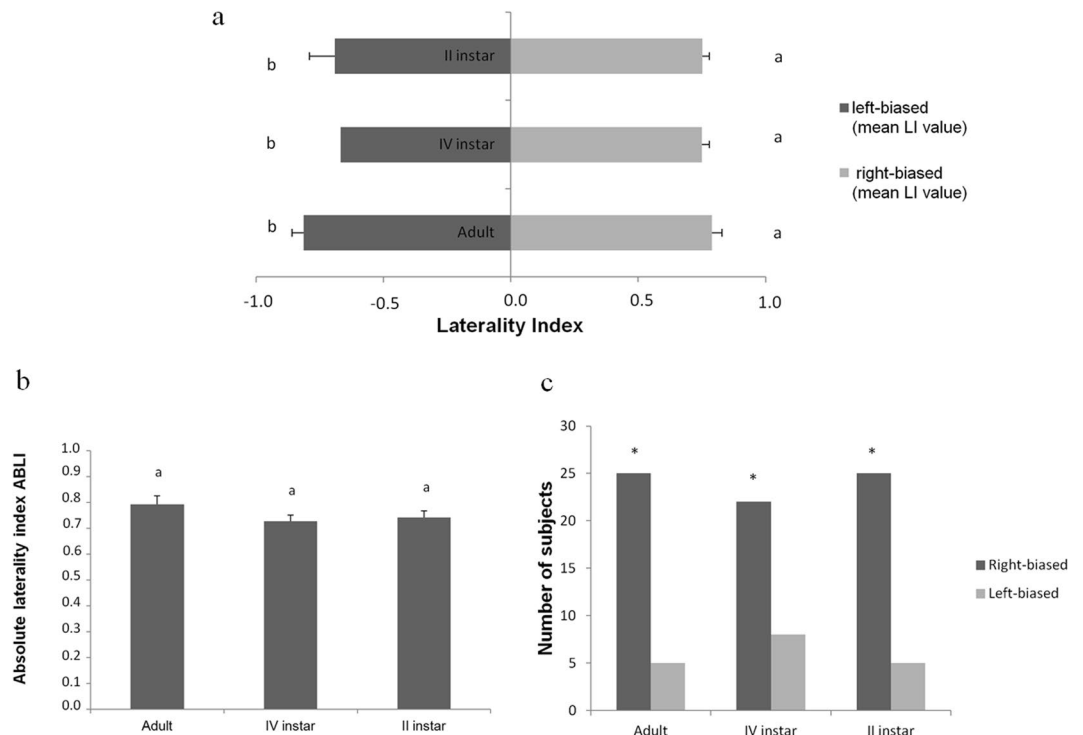 a
b
II instar
a
b
IV instar
a
b
Adult
a
-1.0
-0.5
0.0
0.5
1.0
Laterality Index
left-biased
(mean LI value)
right-biased
(mean LI value)
b
Absolute laterality index ABLI
1.0
0.9
0.8
0.7
0.6
0.5
0.4
0.3
0.2
0.1
0.0
a
a
a
Adult
IV instar
II instar
c
Number of subjects
30
25
20
15
10
5
0
*
*
*
Adult
IV instar
II instar
Right-biased
Left-biased